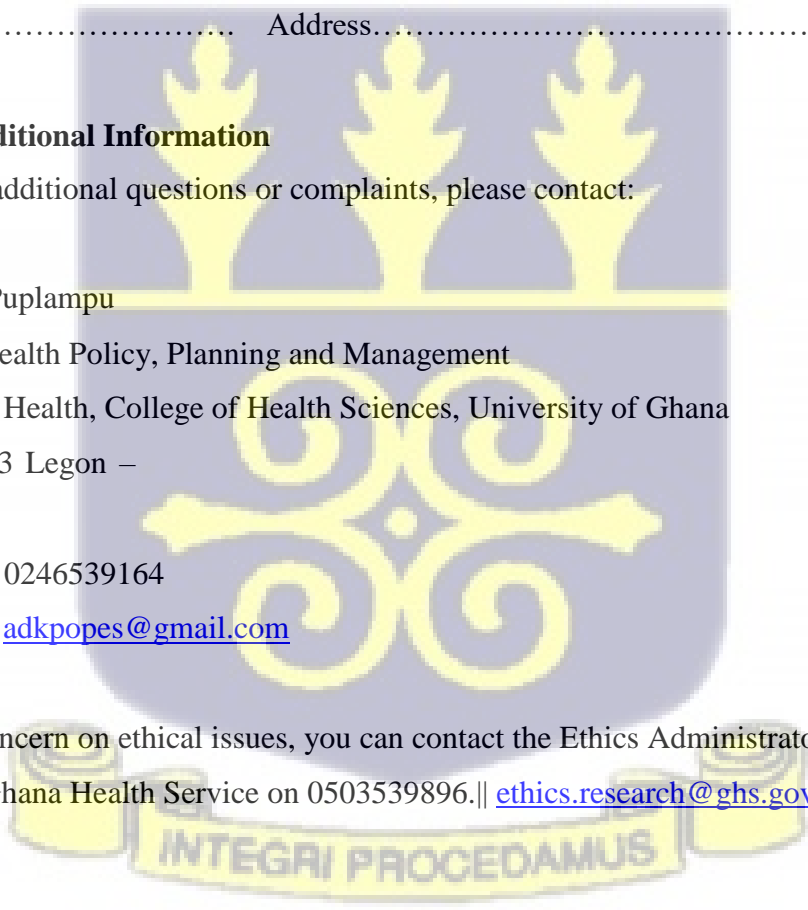 …………………. Address……………………………………
ditional Information
additional questions or complaints, please contact:
Puplampu
ealth Policy, Planning and Management
Health, College of Health Sciences, University of Ghana
3 Legon –
0246539164
adkpopes@gmail.com
ncern on ethical issues, you can contact the Ethics Administrato
hana Health Service on 0503539896.|| ethics.research@ghs.gov
INTEGRI PROCEDAMUS